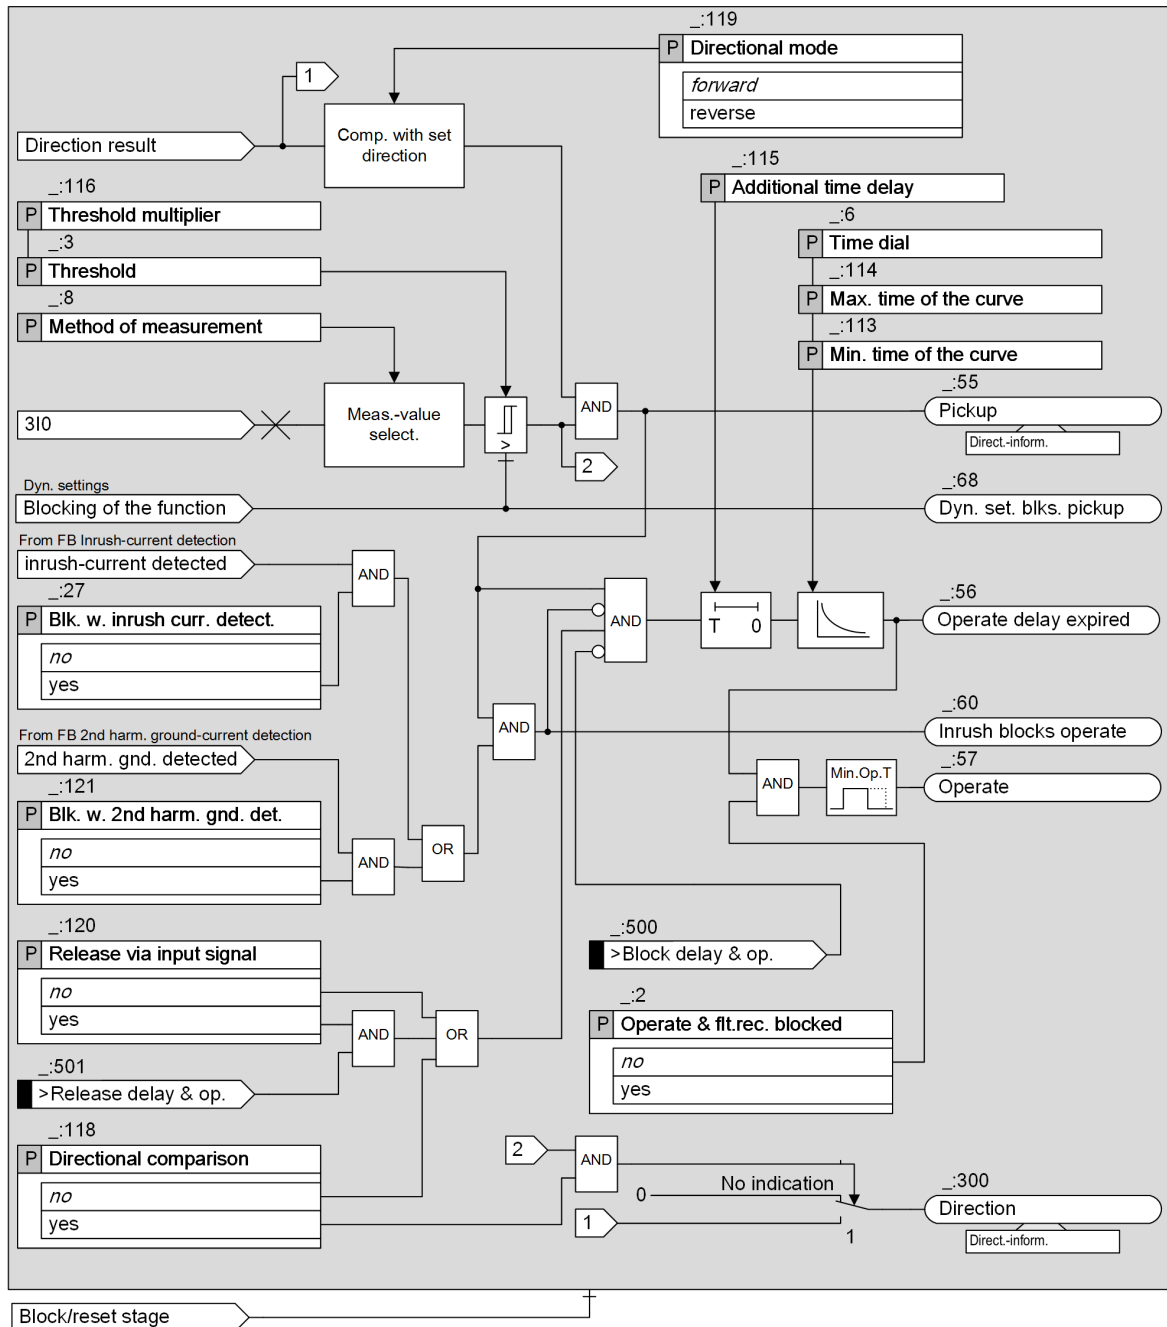 _:119
P Directional mode
forward
reverse
1
Comp. with set
direction
Direction result
_:115
P Additional time delay
_:116
P Threshold multiplier
_:3
P Threshold
_:8
P Method of measurement
_:6
P Time dial
_:114
P Max. time of the curve
_:113
P Min. time of the curve
3I0
Meas.-value
select.
>
AND
2
_:55
Pickup
Direct.-inform.
Dyn. settings
Blocking of the function
_:68
Dyn. set. blks. pickup
From FB Inrush-current detection
inrush-current detected
AND
_:27
P Blk. w. inrush curr. detect.
no
yes
AND
T 0
_:56
Operate delay expired
AND
_:60
Inrush blocks operate
From FB 2nd harm. ground-current detection
2nd harm. gnd. detected
_:121
P Blk. w. 2nd harm. gnd. det.
no
yes
AND
OR
AND
Min.Op.T
_:57
Operate
_:120
P Release via input signal
no
yes
AND
OR
_:501
>Release delay & op.
_:500
>Block delay & op.
_:2
P Operate & flt.rec. blocked
no
yes
_:118
P Directional comparison
no
yes
2
AND
No indication
0
1
1
_:300
Direction
Direct.-inform.
Block/reset stage